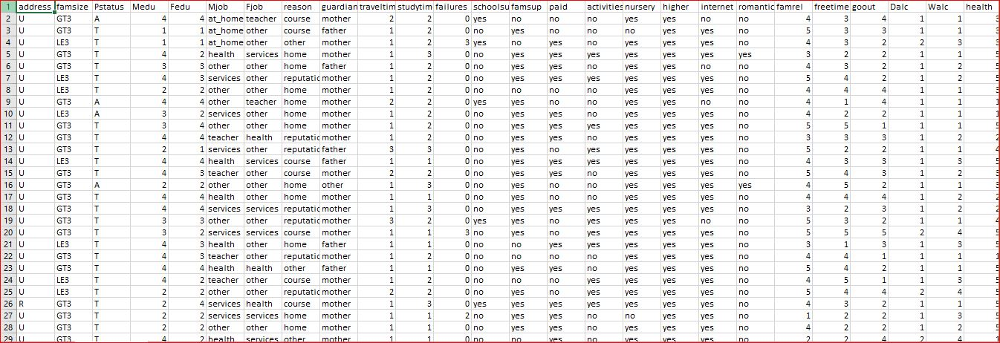 1 address famsize Pstatus Medu Fedu Mjob Fjob reason guardian traveltim studytim failures schoolsu famsup paid activities nursery higher internet romantic famrel freetime goout Dalc Walc health
2 U GT3 A 4 4 at_home teacher course mother 2 2 0 yes no no no yes yes no no 4 3 4 1 1 3
3 U GT3 T 1 1 at_home other course father 1 2 0 no yes no no no yes yes no 5 3 3 1 1 3
4 U LE3 T 1 1 at_home other other mother 1 2 3 yes no yes no yes yes yes no 4 3 2 2 3 3
5 U GT3 T 4 2 health services home mother 1 3 0 no yes yes yes yes yes yes yes 3 2 2 1 1 5
6 U GT3 T 3 3 other other home father 1 2 0 no yes yes no yes yes no no 4 3 2 1 2 5
7 U LE3 T 4 3 services other reputatic mother 1 2 0 no yes yes yes yes yes yes no 5 4 2 1 2 5
8 U LE3 T 2 2 other other home mother 1 2 0 no no no no yes yes yes no 4 4 4 1 1 3
9 U GT3 A 4 4 other teacher home mother 2 2 0 yes yes no no yes yes no no 4 1 4 1 1 1
10 U LE3 A 3 2 services other home mother 1 2 0 no yes yes no yes yes yes no 4 2 2 1 1 1
11 U GT3 T 3 4 other other home mother 1 2 0 no yes yes yes yes yes yes no 5 5 1 1 1 5
12 U GT3 T 4 4 teacher health reputatic mother 1 2 0 no yes yes no yes yes yes no 3 3 3 1 2 2
13 U GT3 T 2 1 services other reputatic father 3 3 0 no yes no yes yes yes yes no 5 2 2 1 1 4
14 U LE3 T 4 4 health services course father 1 1 0 no yes yes yes yes yes yes no 4 3 3 1 3 5
15 U GT3 T 4 3 teacher other course mother 2 2 0 no yes yes no yes yes yes no 5 4 3 1 2 3
16 U GT3 A 2 2 other other home other 1 3 0 no yes no no yes yes yes yes 4 5 2 1 1 3
17 U GT3 T 4 4 health other home mother 1 1 0 no yes no no yes yes yes no 4 4 4 1 2 2
18 U GT3 T 4 4 services services reputatic mother 1 3 0 no yes yes yes yes yes yes no 3 2 3 1 2 2
19 U GT3 T 3 3 other other reputatic mother 3 2 0 yes yes no yes yes yes no no 5 3 2 1 1 4
20 U GT3 T 3 2 services services course mother 1 1 3 no yes no yes yes yes yes no 5 5 5 2 4 5
21 U LE3 T 4 3 health other home father 1 1 0 no no yes yes yes yes yes no 3 1 3 1 3 5
22 U GT3 T 4 3 teacher other reputatic mother 1 1 0 no no no no yes yes yes no 4 4 1 1 1 1
23 U GT3 T 4 4 health health other father 1 1 0 no yes yes no yes yes yes no 5 4 2 1 1 5
24 U LE3 T 4 2 teacher other course mother 1 1 0 no no no yes yes yes yes no 4 5 1 1 3 5
25 U LE3 T 2 2 other other reputatic mother 2 2 0 no yes no yes yes yes yes no 5 4 4 2 4 5
26 R GT3 T 2 4 services health course mother 1 3 0 yes yes yes yes yes yes yes no 4 3 2 1 1 5
27 U GT3 T 2 2 services services home mother 1 1 2 no yes yes no no yes yes no 1 2 2 1 3 5
28 U GT3 T 2 2 other other home mother 1 1 0 no yes yes no yes yes yes no 4 2 2 1 2 5
29 U GT3 T 4 2 health services other mother 1 1 0 no yes yes no yes yes yes no 2 2 4 2 4 1